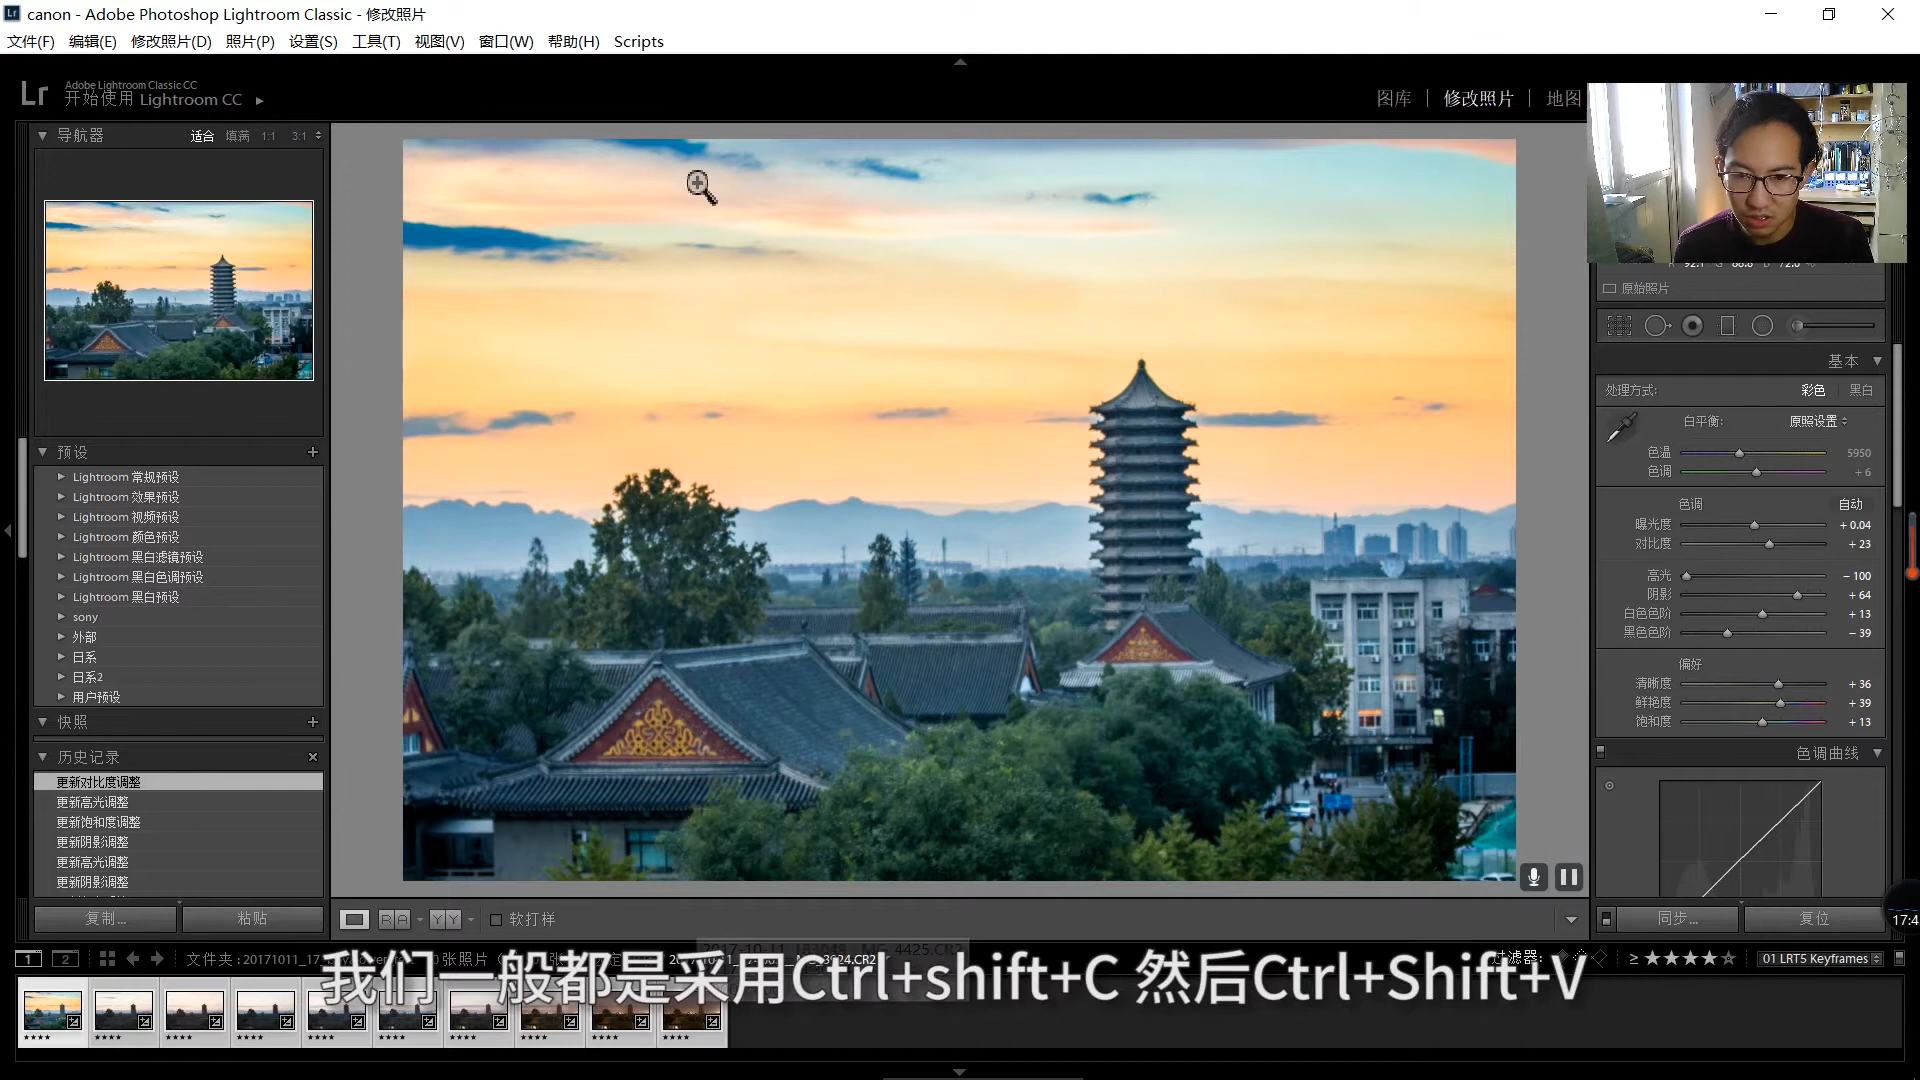 canon - Adobe Photoshop Lightroom Classic - 修改照片
文件(F) 编辑(E) 修改照片(D) 照片(P) 设置(S) 工具(T) 视图(V) 窗口(W) 帮助(H) Scripts
Lr
Adobe Lightroom Classic CC
开始使用 Lightroom CC
图库 修改照片 地图
导航器 适合 填满 1:1 3:1
预设
Lightroom 常规预设
Lightroom 效果预设
Lightroom 视频预设
Lightroom 颜色预设
Lightroom 黑白滤镜预设
Lightroom 黑白色调预设
Lightroom 黑白预设
sony
外部
日系
日系2
用户预设
快照
历史记录
更新对比度调整
更新高光调整
更新饱和度调整
更新阴影调整
更新高光调整
更新阴影调整
复制... 粘贴
R A Y Y 软打样
原始照片
基本
处理方式: 彩色 黑白
白平衡: 原照设置
色温 5950
色调 + 6
色调 自动
曝光度 + 0.04
对比度 + 23
高光 - 100
阴影 + 64
白色色阶 + 13
黑色色阶 - 39
偏好
清晰度 + 36
鲜艳度 + 39
饱和度 + 13
色调曲线
同步... 复位
17:4
1 2 文件夹 : 20171011_17 张照片 过滤器: ≥ ★★★★☆ 01 LRT5 Keyframes
2017-10-11_183049__MG_4425.CR2
我们一般都是采用Ctrl+shift+C 然后Ctrl+Shift+V